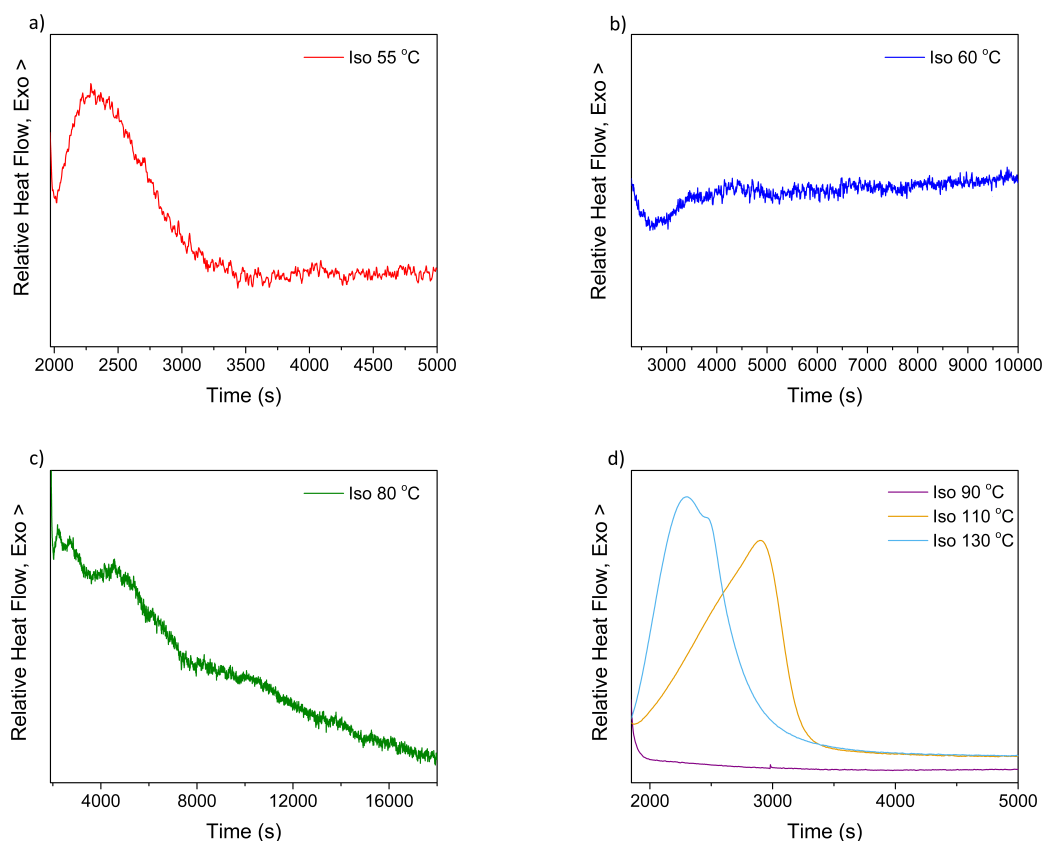 a)
Iso 55 °C
Relative Heat Flow, Exo >
2000 2500 3000 3500 4000 4500 5000
Time (s)
b)
Iso 60 °C
Relative Heat Flow, Exo >
3000 4000 5000 6000 7000 8000 9000 10000
Time (s)
c)
Iso 80 °C
Relative Heat Flow, Exo >
4000 8000 12000 16000
Time (s)
d)
Iso 90 °C
Iso 110 °C
Iso 130 °C
Relative Heat Flow, Exo >
2000 3000 4000 5000
Time (s)